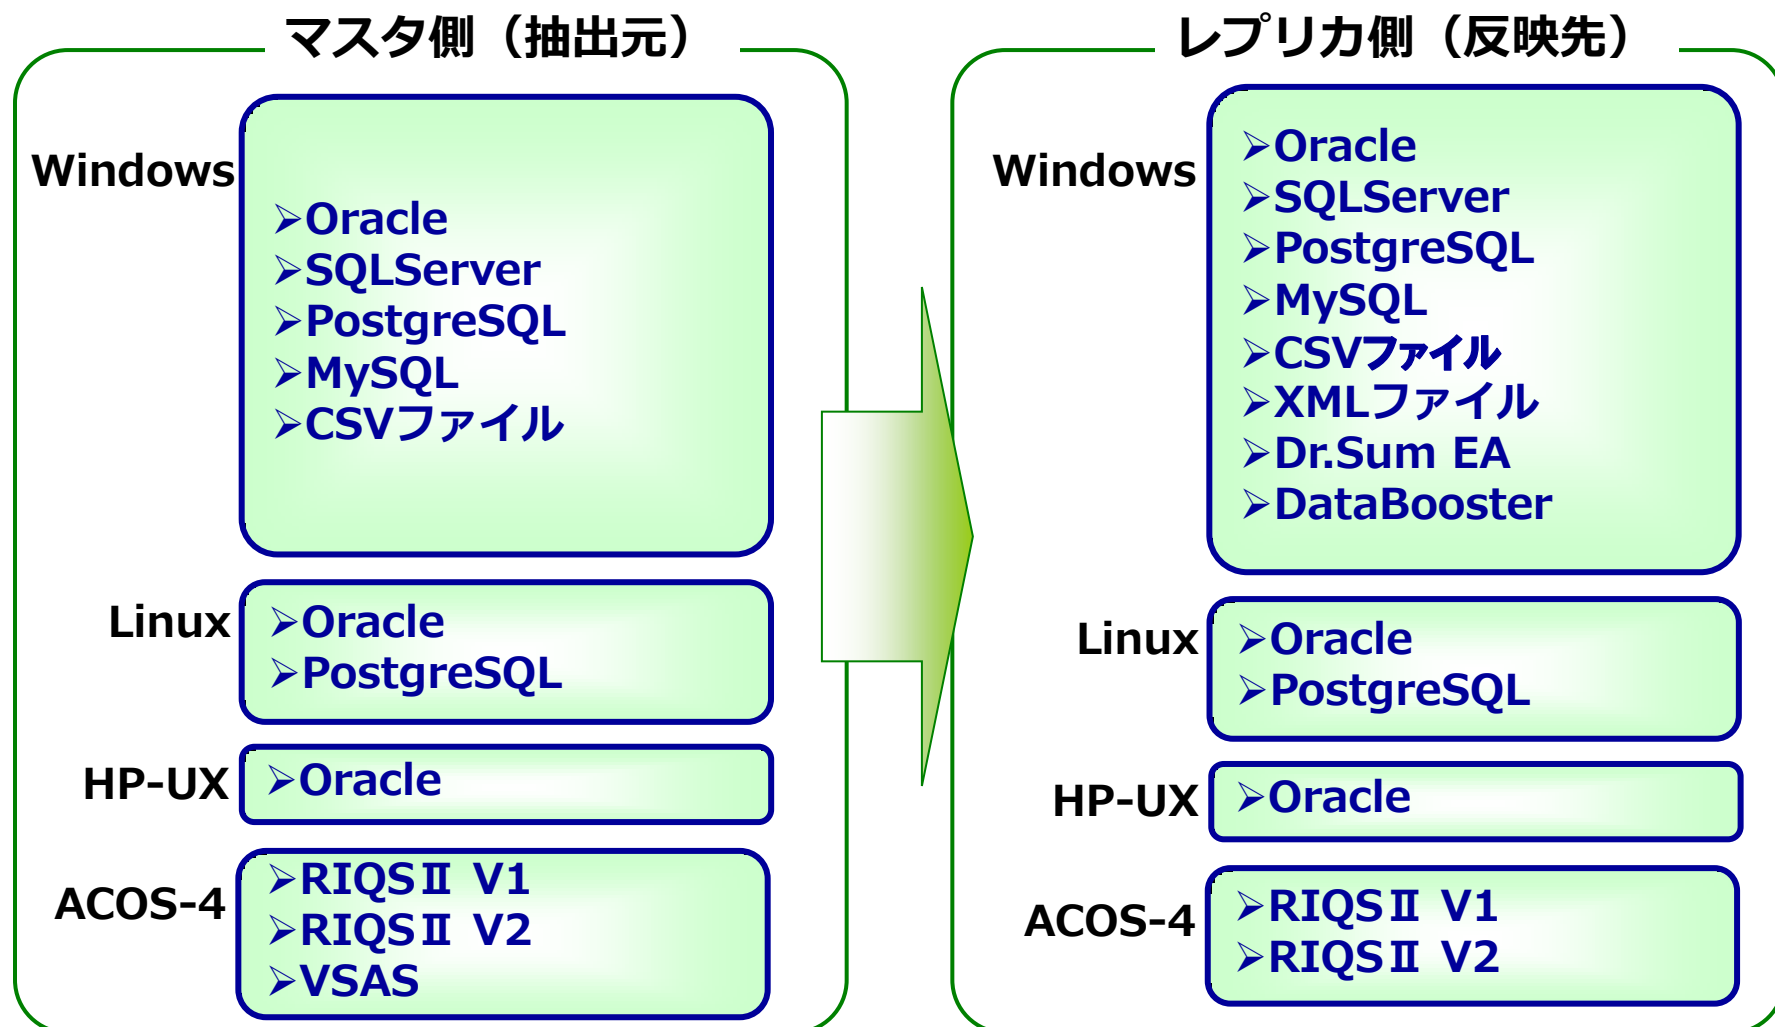 マスタ側（抽出元）
Windows
➢Oracle
➢SQLServer
➢PostgreSQL
➢MySQL
➢CSVファイル
Linux
➢Oracle
➢PostgreSQL
HP-UX
➢Oracle
ACOS-4
➢RIQSⅡ V1
➢RIQSⅡ V2
➢VSAS
レプリカ側（反映先）
Windows
➢Oracle
➢SQLServer
➢PostgreSQL
➢MySQL
➢CSVファイル
➢XMLファイル
➢Dr.Sum EA
➢DataBooster
Linux
➢Oracle
➢PostgreSQL
HP-UX
➢Oracle
ACOS-4
➢RIQSⅡ V1
➢RIQSⅡ V2